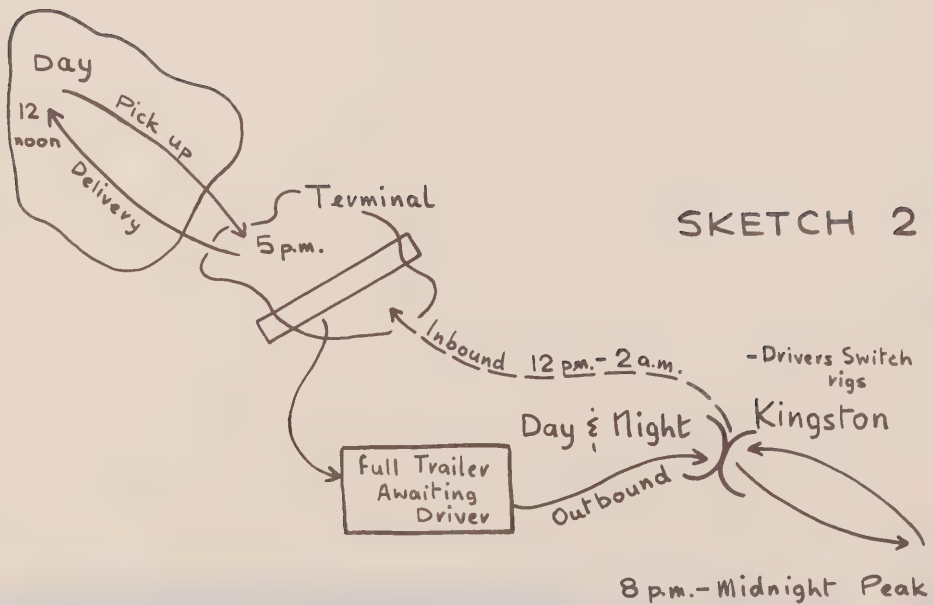 Day
Pick up
12
noon
Delivery
Terminal
5 p.m.
SKETCH 2
Inbound 12 p.m. - 2 a.m.
- Drivers Switch
rigs
Kingston
Day & Night
Full Trailer
Awaiting
Driver
Outbound
8 p.m. - Midnight Peak